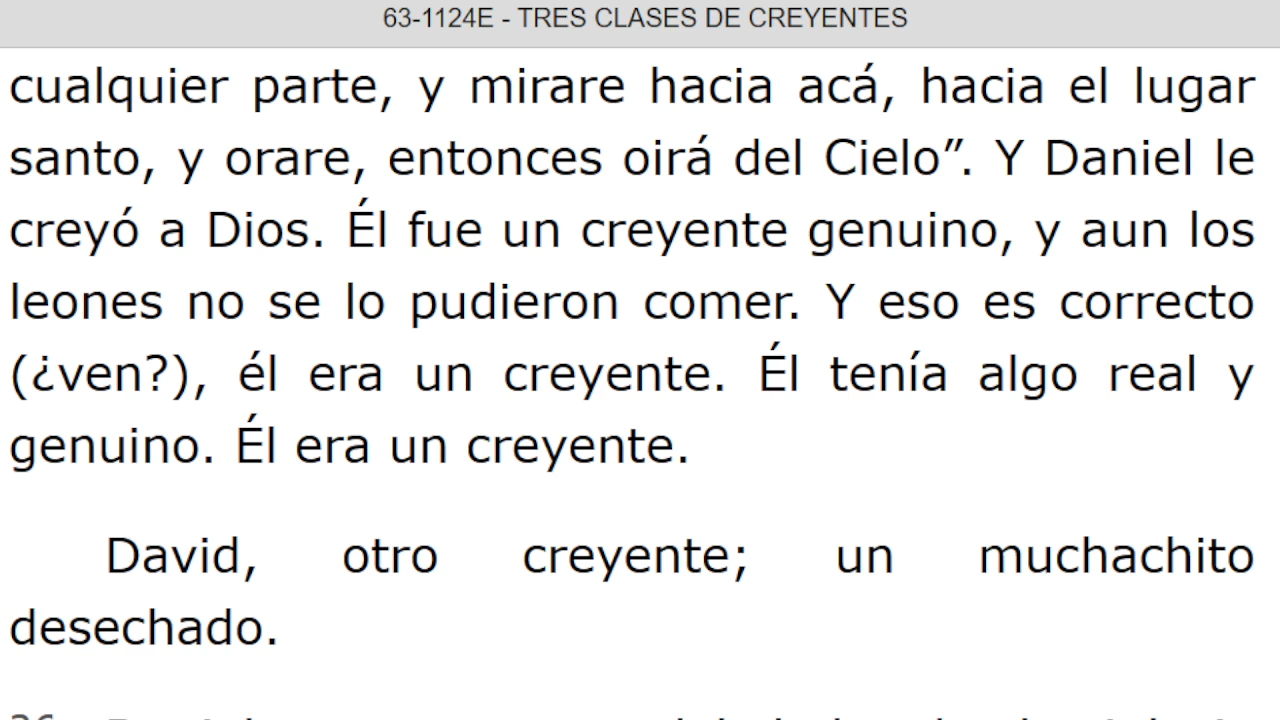 63-1124E - TRES CLASES DE CREYENTES
cualquier parte, y mirare hacia acá, hacia el lugar
santo, y orare, entonces oirá del Cielo”. Y Daniel le
creyó a Dios. Él fue un creyente genuino, y aun los
leones no se lo pudieron comer. Y eso es correcto
(¿ven?), él era un creyente. Él tenía algo real y
genuino. Él era un creyente.
David, otro creyente; un muchachito
desechado.